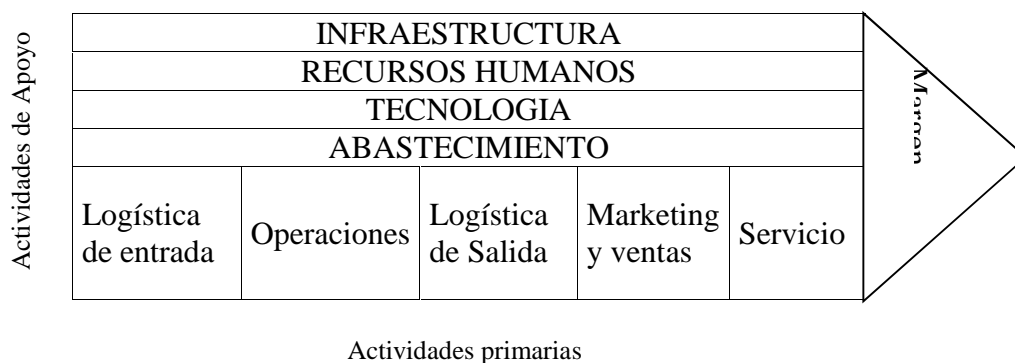 Actividades de Apoyo
INFRAESTRUCTURA
RECURSOS HUMANOS
TECNOLOGIA
ABASTECIMIENTO
Logística
de entrada
Operaciones
Logística
de Salida
Marketing
y ventas
Servicio
Margen
Actividades primarias